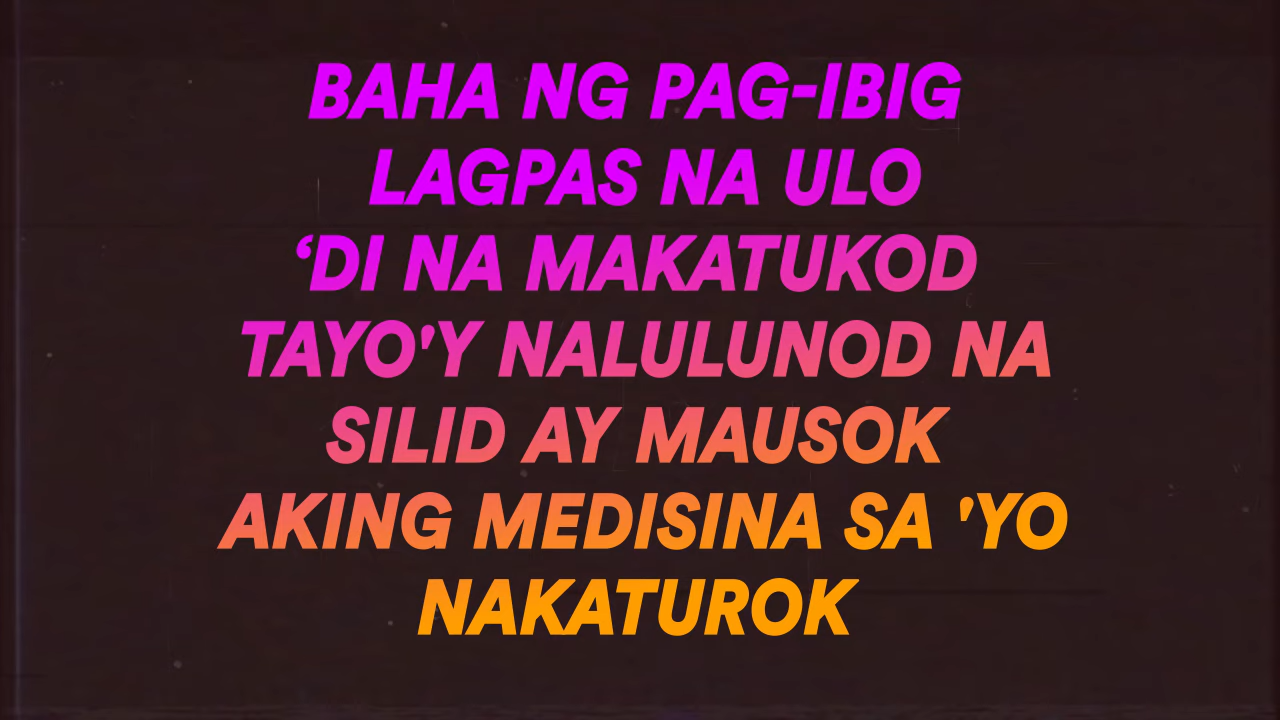 BAHA NG PAG-IBIG
LAGPAS NA ULO
‘DI NA MAKATUKOD
TAYO'Y NALULUNOD NA
SILID AY MAUSOK
AKING MEDISINA SA 'YO
NAKATUROK